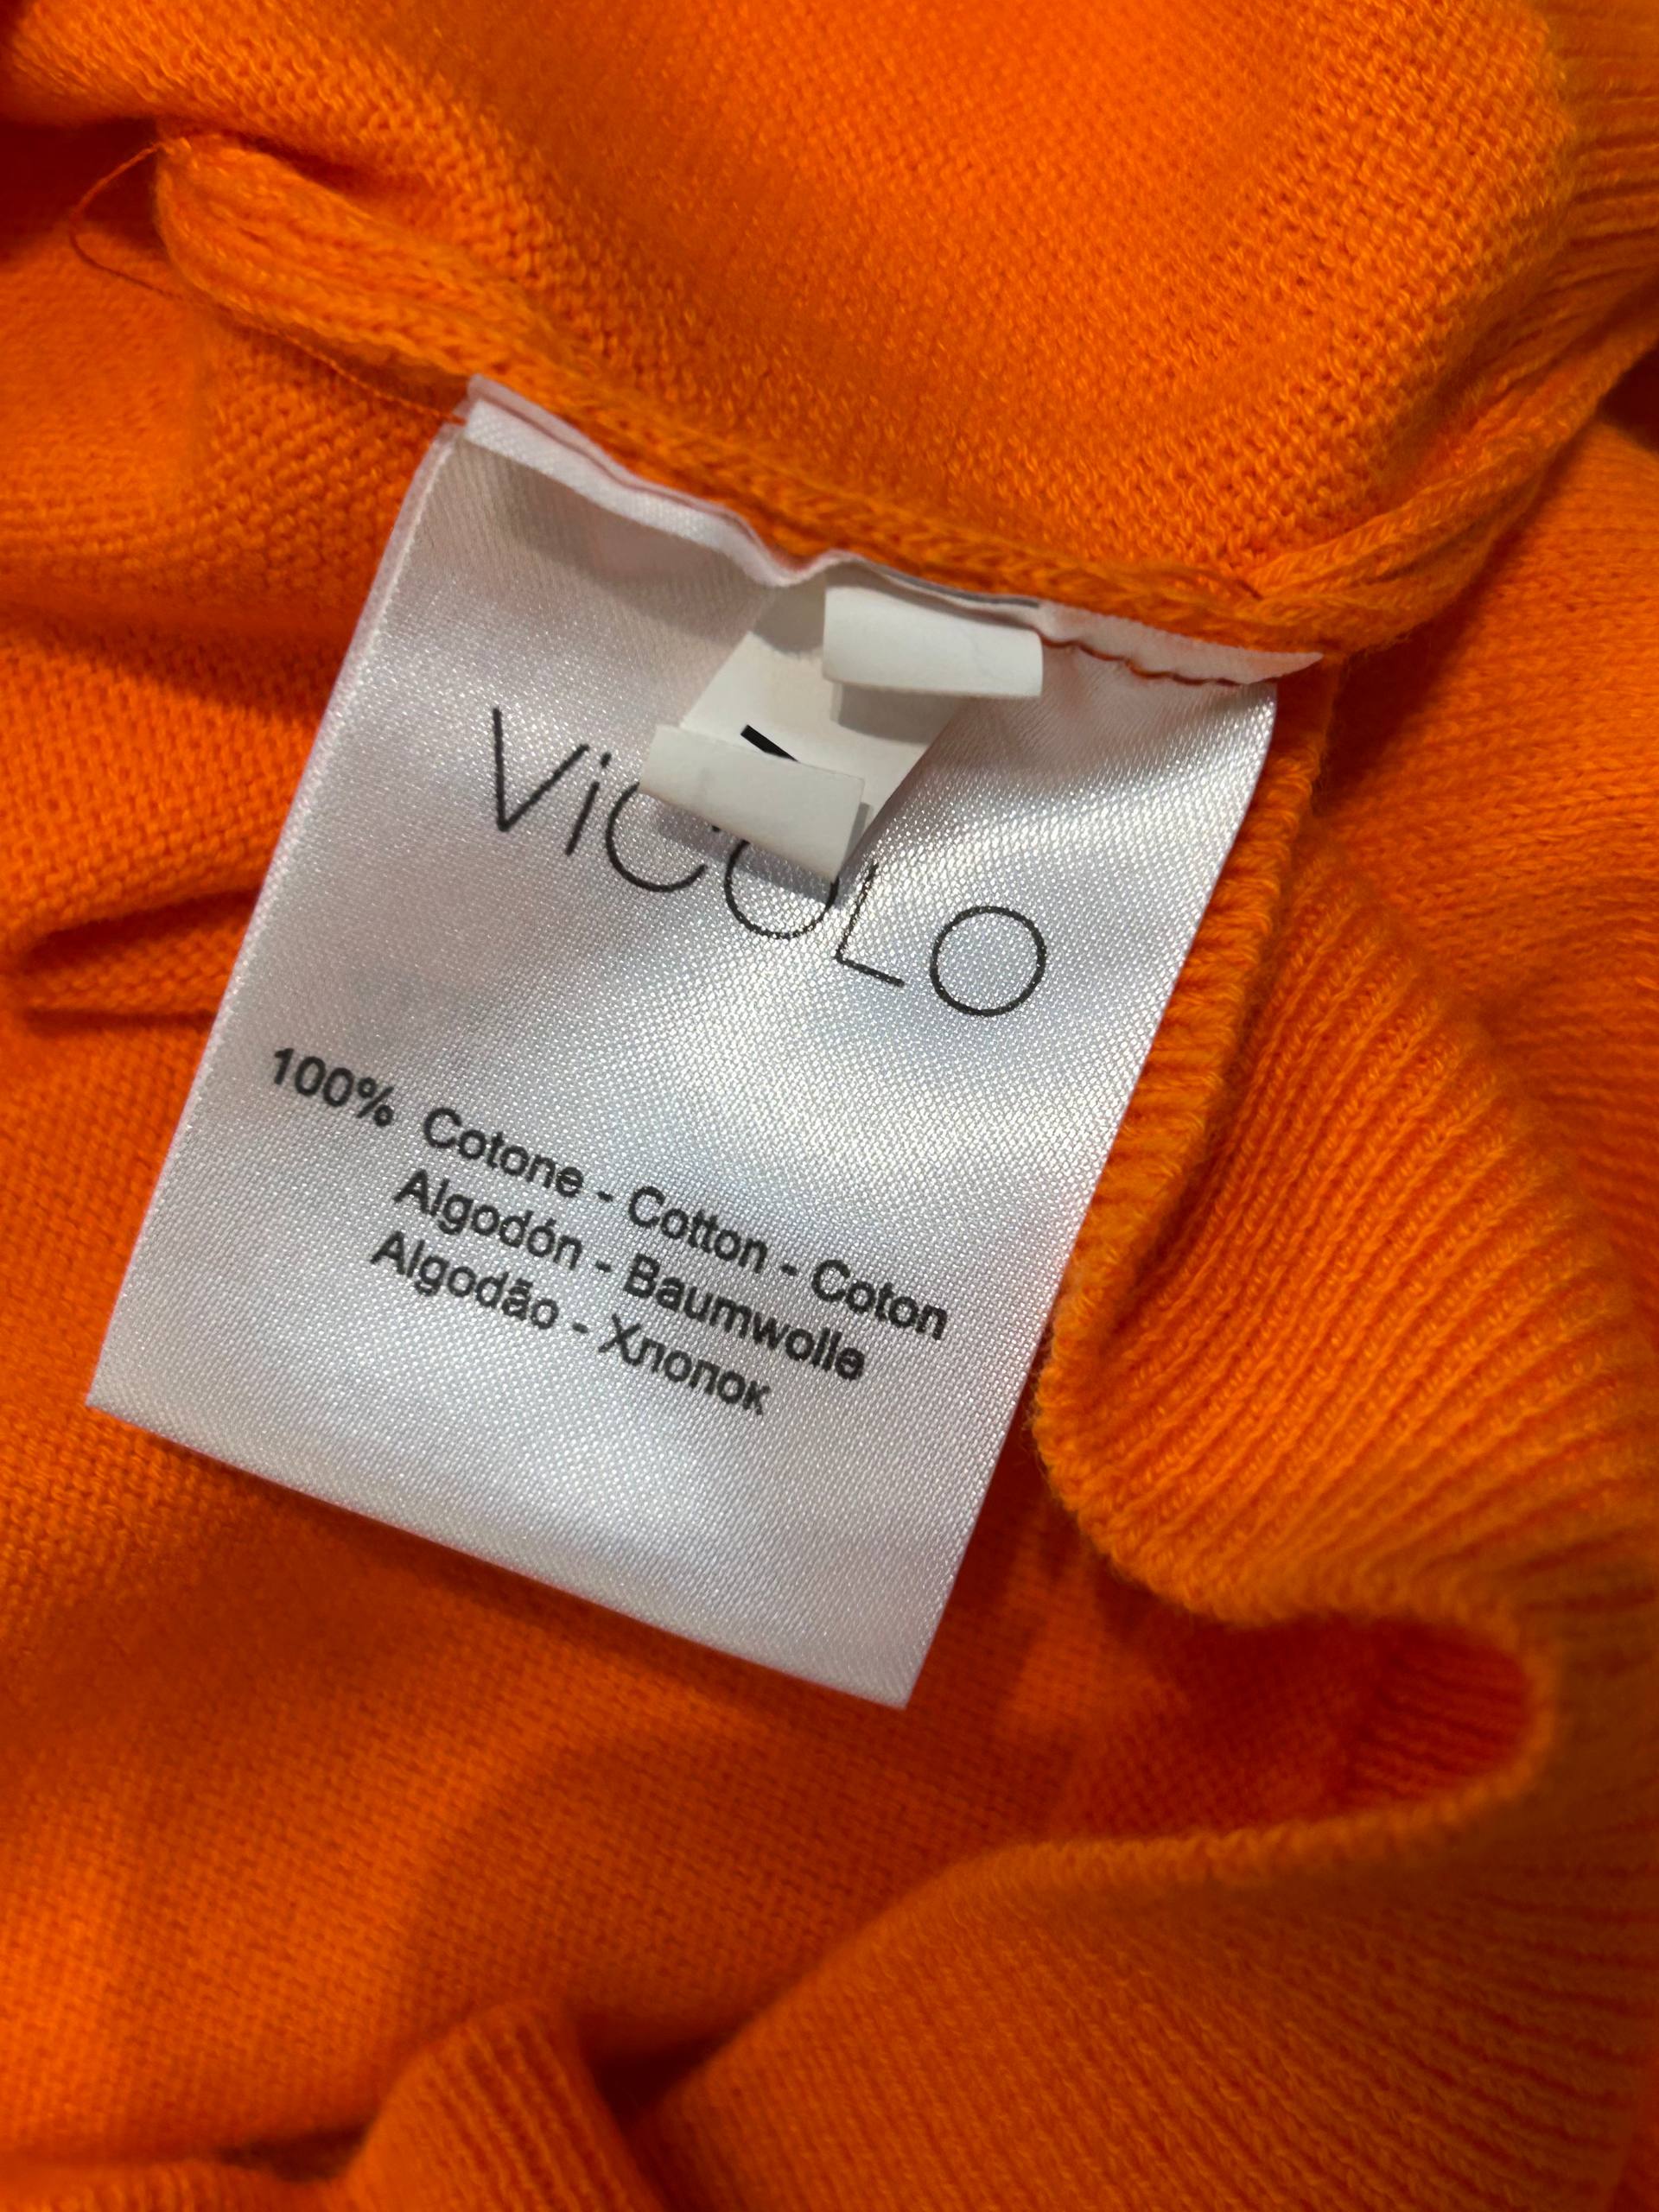 ViCOLO
100% Cotone - Cotton - Coton
Algodón - Baumwolle
Algodão - Хлопок